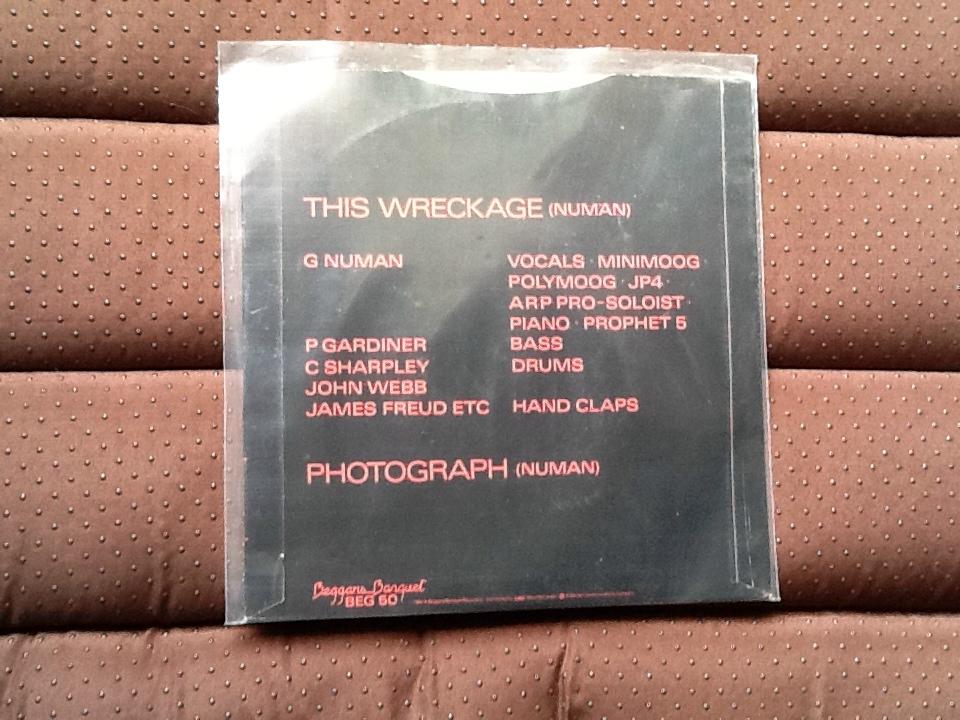 THIS WRECKAGE (NUMAN)
G NUMAN VOCALS · MINIMOOG ·
POLYMOOG · JP4 ·
ARP PRO-SOLOIST ·
PIANO · PROPHET 5
P GARDINER BASS
C SHARPLEY DRUMS
JOHN WEBB
JAMES FREUD ETC HAND CLAPS
PHOTOGRAPH (NUMAN)
Beggars Banquet
BEG 50